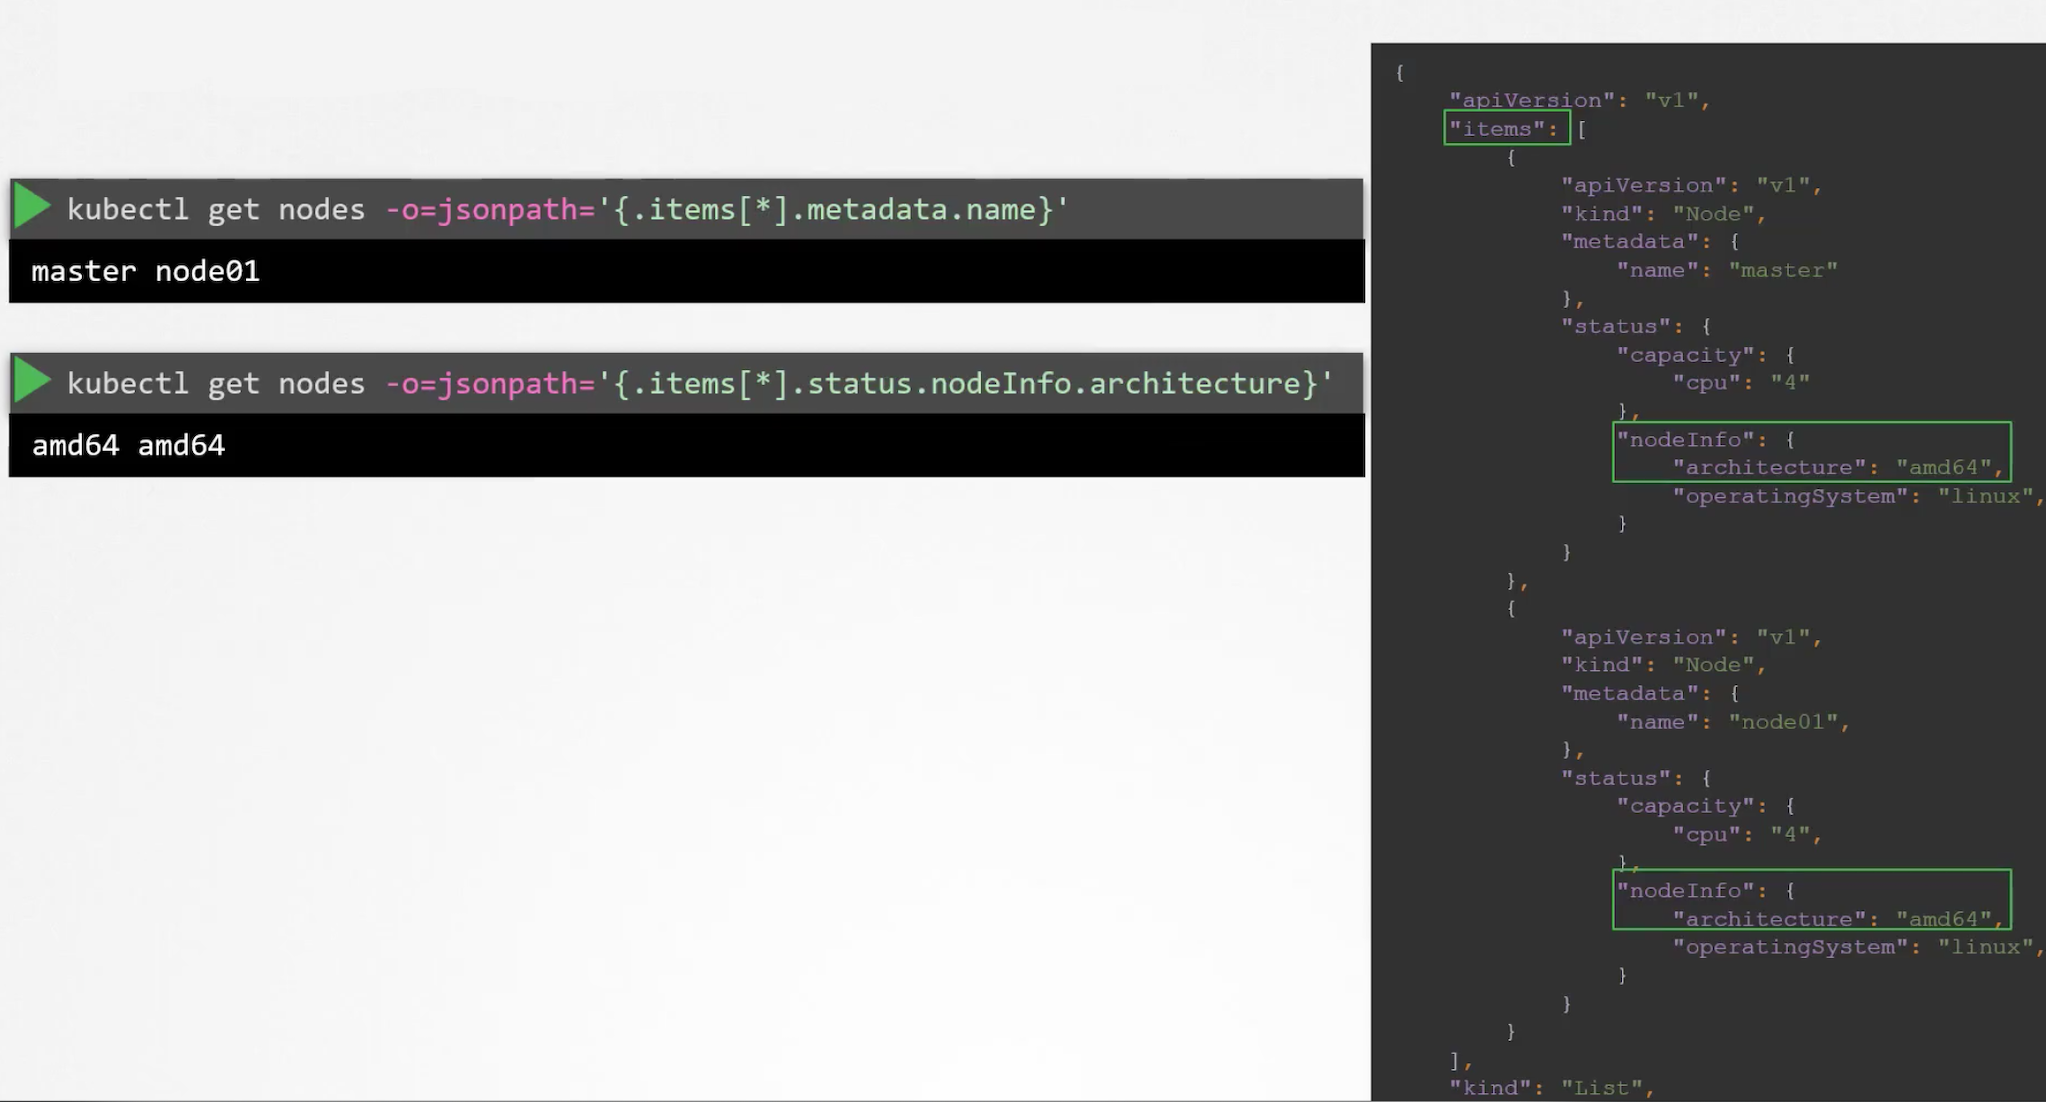 kubectl get nodes -o=jsonpath='{.items[*].metadata.name}'
master node01
kubectl get nodes -o=jsonpath='{.items[*].status.nodeInfo.architecture}'
amd64 amd64
{
"apiVersion": "v1",
"items": [
{
"apiVersion": "v1",
"kind": "Node",
"metadata": {
"name": "master"
},
"status": {
"capacity": {
"cpu": "4"
},
"nodeInfo": {
"architecture": "amd64",
"operatingSystem": "linux",
}
}
},
{
"apiVersion": "v1",
"kind": "Node",
"metadata": {
"name": "node01",
},
"status": {
"capacity": {
"cpu": "4",
},
"nodeInfo": {
"architecture": "amd64",
"operatingSystem": "linux",
}
}
}
],
"kind": "List",